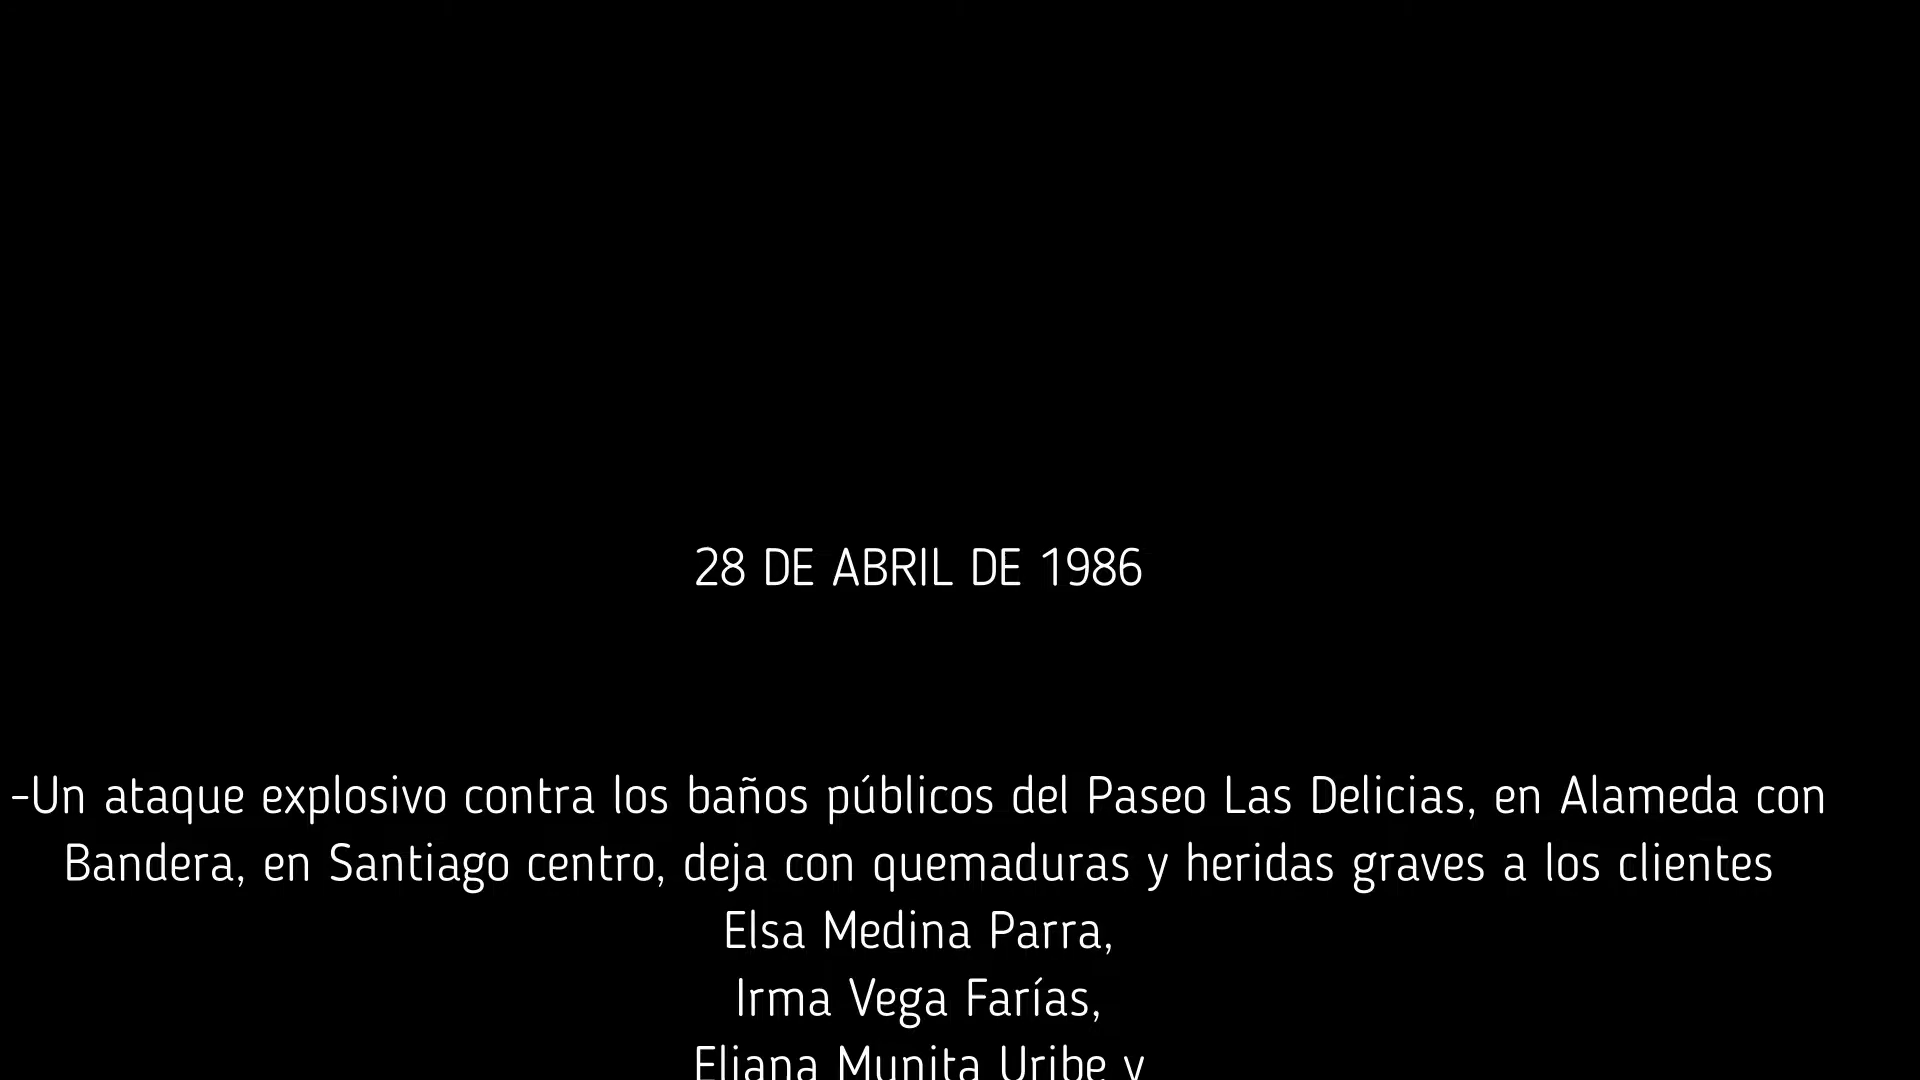 28 DE ABRIL DE 1986
-Un ataque explosivo contra los baños públicos del Paseo Las Delicias, en Alameda con
Bandera, en Santiago centro, deja con quemaduras y heridas graves a los clientes
Elsa Medina Parra,
Irma Vega Farías,
Eliana Munita Uribe y